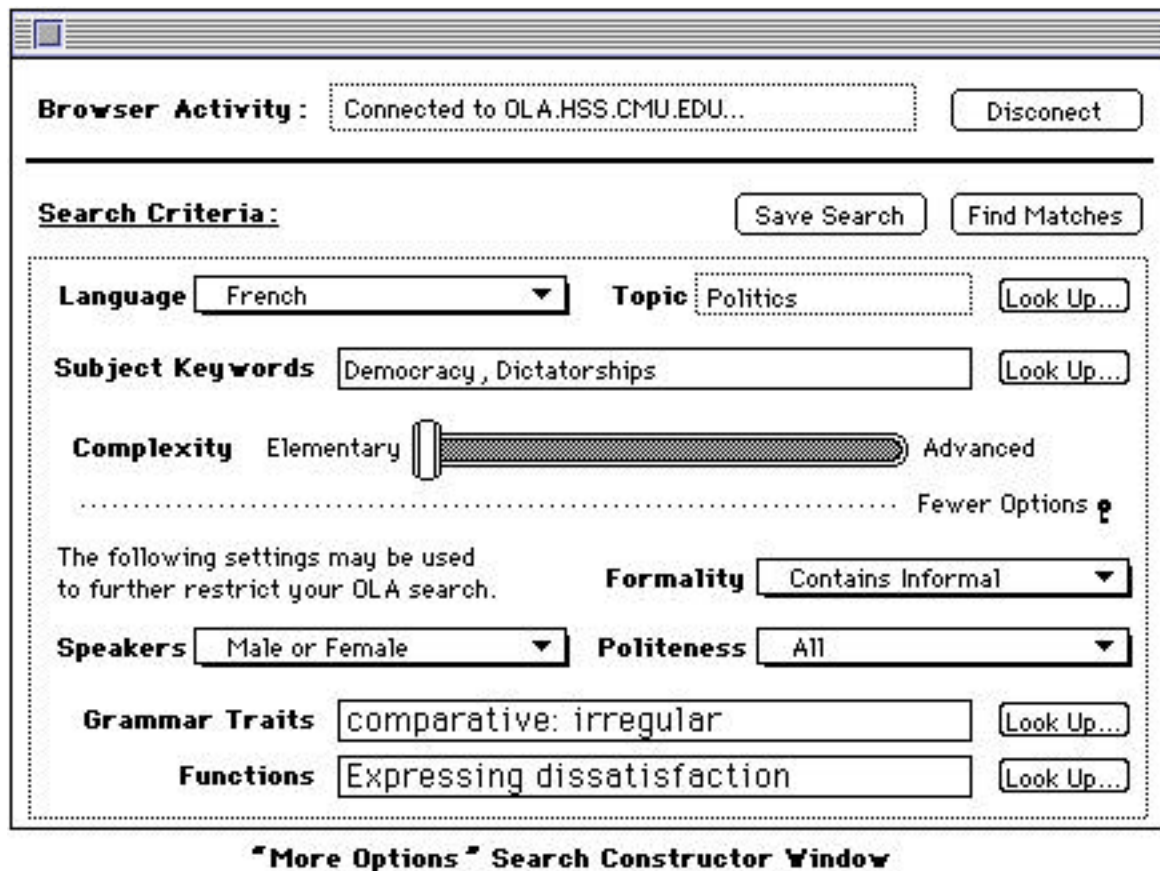 Browser Activity: Connected to OLA.HSS.CMU.EDU... Disconect
Search Criteria: Save Search Find Matches
Language French Topic Politics Look Up...
Subject Keywords Democracy, Dictatorships Look Up...
Complexity Elementary Advanced
Fewer Options
The following settings may be used
to further restrict your OLA search.
Formality Contains Informal
Speakers Male or Female Politeness All
Grammar Traits comparative: irregular Look Up...
Functions Expressing dissatisfaction Look Up...
"More Options" Search Constructor Window